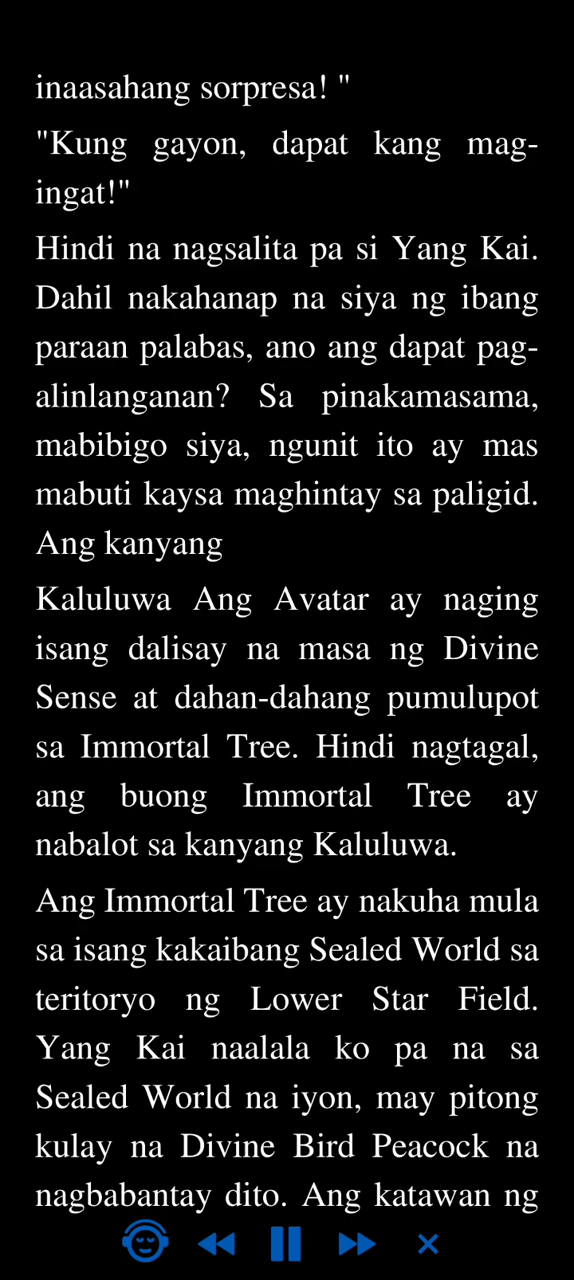 inaasahang sorpresa! "
"Kung gayon, dapat kang mag-
ingat!"
Hindi na nagsalita pa si Yang Kai.
Dahil nakahanap na siya ng ibang
paraan palabas, ano ang dapat pag-
alinlanganan? Sa pinakamasama,
mabibigo siya, ngunit ito ay mas
mabuti kaysa maghintay sa paligid.
Ang kanyang
Kaluluwa Ang Avatar ay naging
isang dalisay na masa ng Divine
Sense at dahan-dahang pumulupot
sa Immortal Tree. Hindi nagtagal,
ang buong Immortal Tree ay
nabalot sa kanyang Kaluluwa.
Ang Immortal Tree ay nakuha mula
sa isang kakaibang Sealed World sa
teritoryo ng Lower Star Field.
Yang Kai naalala ko pa na sa
Sealed World na iyon, may pitong
kulay na Divine Bird Peacock na
nagbabantay dito. Ang katawan ng